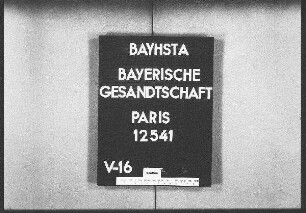 BAYHSTA
BAYERISCHE
GESANDTSCHAFT
PARIS
12541
V-16